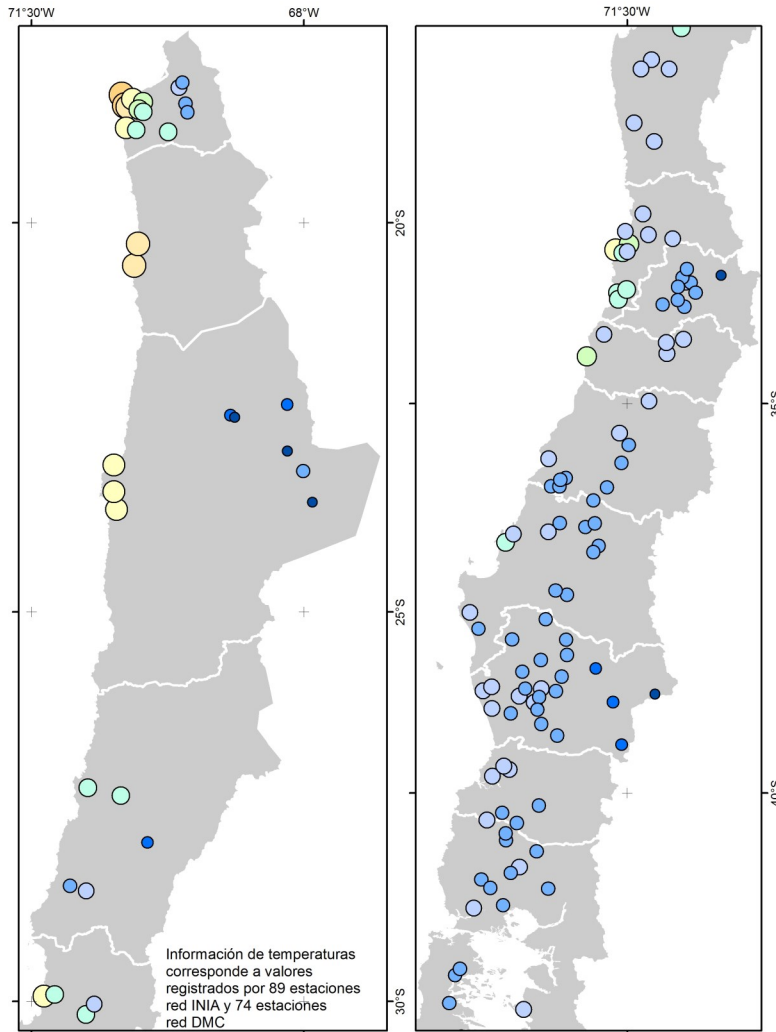 71°30'W
68°W
71°30'W
20°S
25°S
30°S
35°S
40°S
Información de temperaturas
corresponde a valores
registrados por 89 estaciones
red INIA y 74 estaciones
red DMC